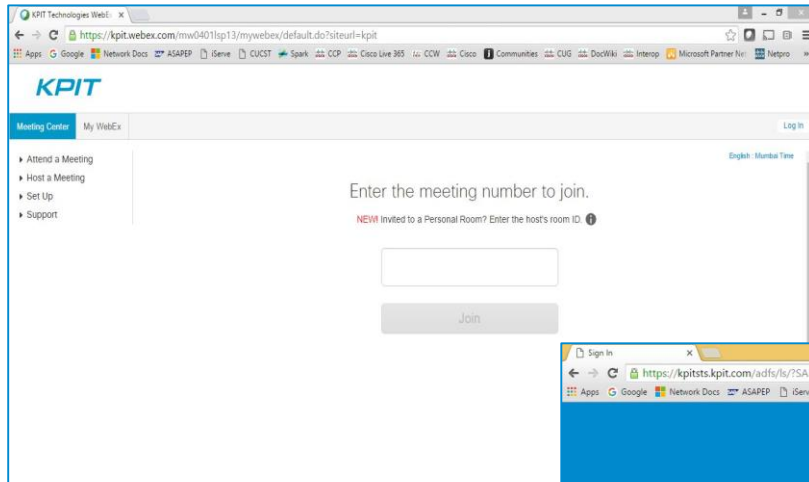 KPIT Technologies WebE:
https://kpit.webex.com/mw0401lsp13/mywebex/default.do?siteurl=kpit
Apps Google Network Docs ASAPEP iServe CUCST Spark CCP Cisco Live 365 CCW Cisco Communities CUG DocWiki Interop Microsoft Partner Net Netpro »
KPIT
Meeting Center My WebEx Log In
English : Mumbai Time
Attend a Meeting
Host a Meeting
Set Up
Support
Enter the meeting number to join.
NEW! Invited to a Personal Room? Enter the host's room ID.
Join
Sign In
https://kpitsts.kpit.com/adfs/ls/?SA
Apps Google Network Docs ASAPEP iServ